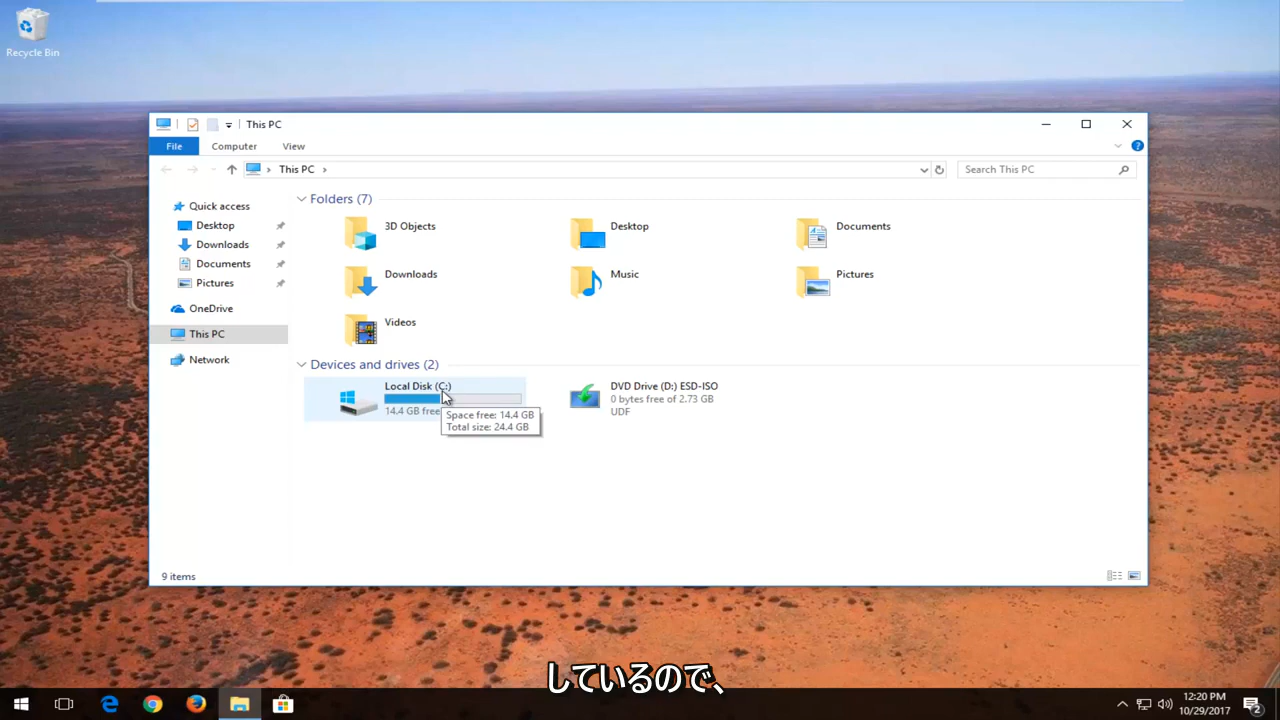 Recycle Bin
This PC
File
Computer
View
This PC
Search This PC
Quick access
Desktop
Downloads
Documents
Pictures
OneDrive
This PC
Network
Folders (7)
3D Objects
Desktop
Documents
Downloads
Music
Pictures
Videos
Devices and drives (2)
Local Disk (C:)
14.4 GB free
Space free: 14.4 GB
Total size: 24.4 GB
DVD Drive (D:) ESD-ISO
0 bytes free of 2.73 GB
UDF
9 items
しているので、
12:20 PM
10/29/2017
2